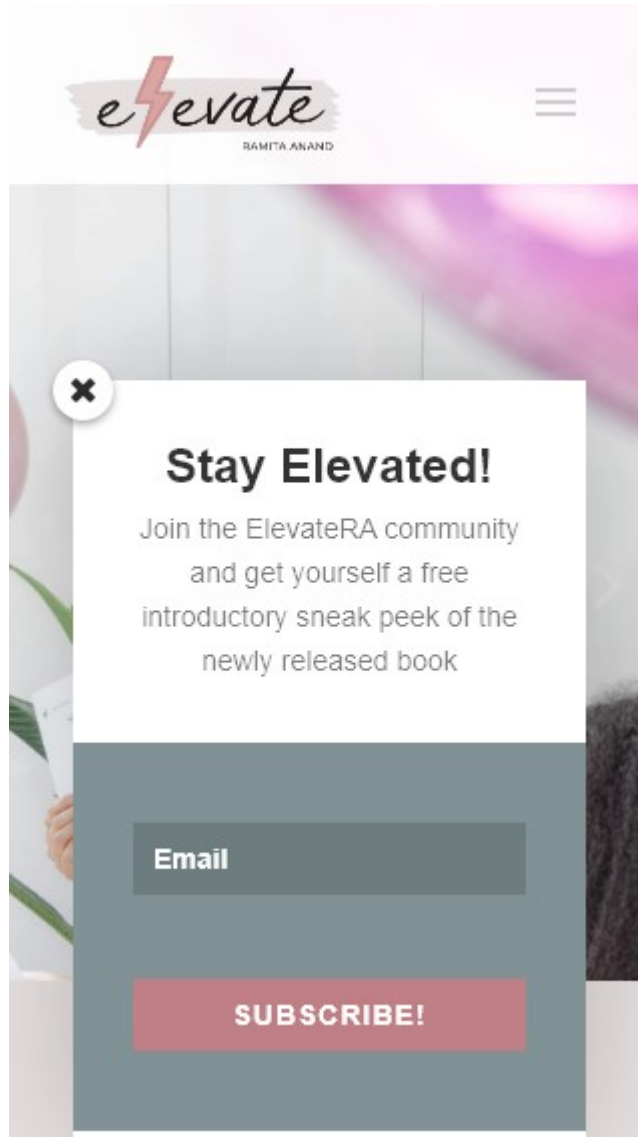 elevate
RAMITA ANAND
Stay Elevated!
Join the ElevateRA community
and get yourself a free
introductory sneak peek of the
newly released book
Email
SUBSCRIBE!